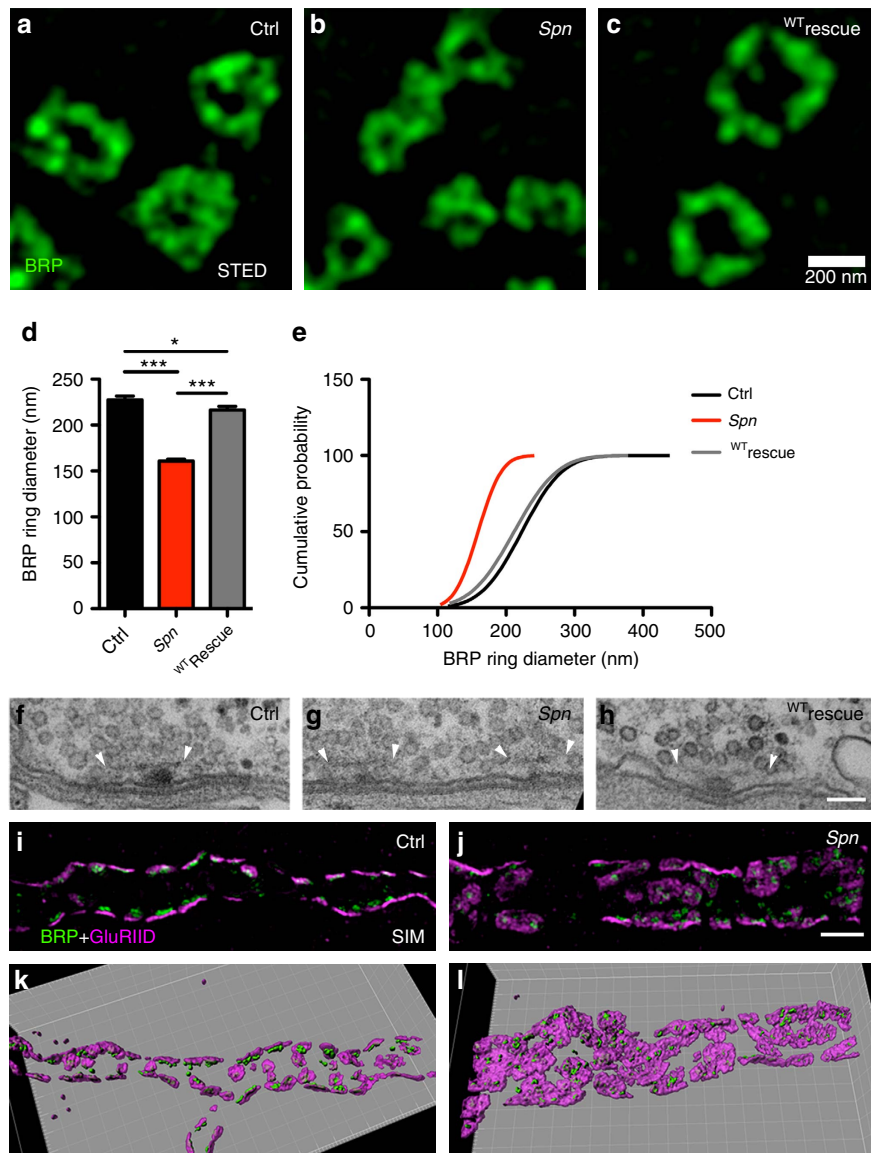 a Ctrl
BRP STED
b Spn
c WTrescue
200 nm
d
* 
***
***
250
200
150
100
50
0
BRP ring diameter (nm)
Ctrl
Spn
WTRescue
e
150
100
50
0
Cumulative probability
0 100 200 300 400 500
BRP ring diameter (nm)
Ctrl
Spn
WTrescue
f Ctrl
g Spn
h WTrescue
i Ctrl
BRP+GluRIID SIM
j Spn
k
l